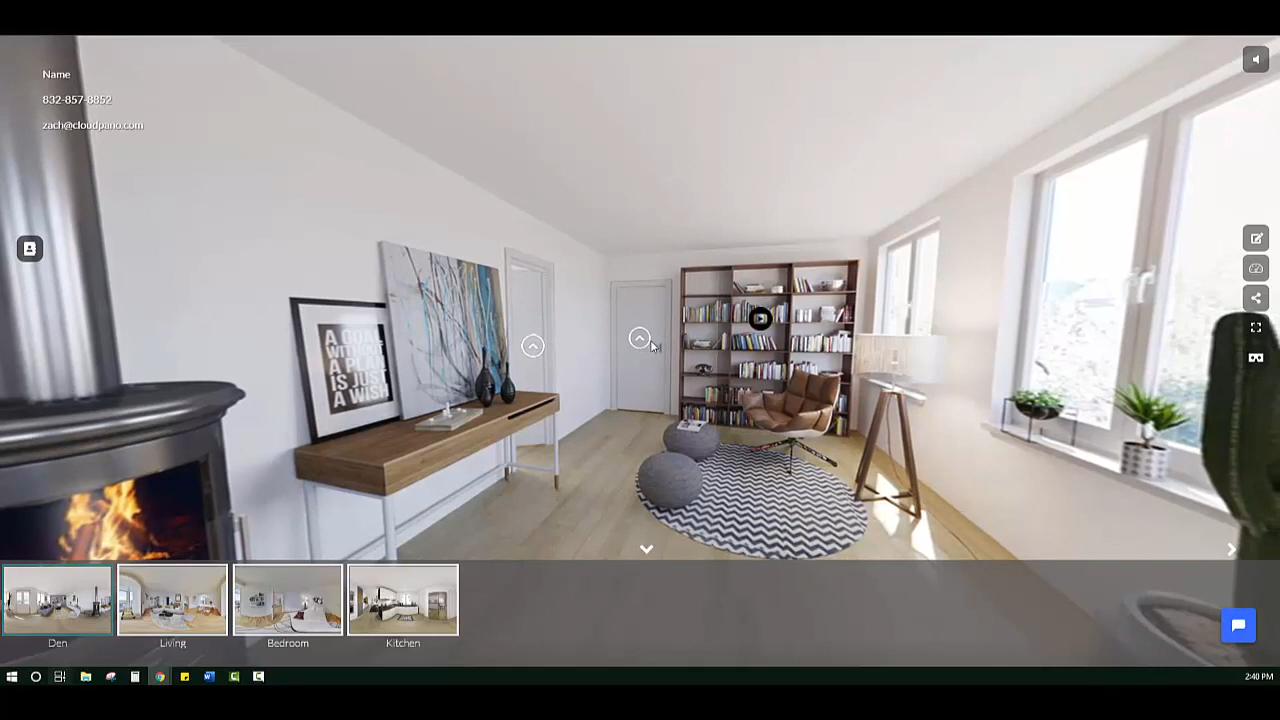 Name
832-857-8852
zach@cloudpano.com
A GOAL
WITHOUT
A PLAN
IS JUST
A WISH
Den
Living
Bedroom
Kitchen
2:40 PM